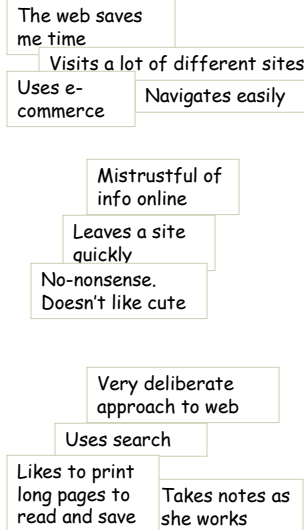 The web saves
me time
Visits a lot of different sites
Uses e-
commerce
Navigates easily
Mistrustful of
info online
Leaves a site
quickly
No-nonsense.
Doesn't like cute
Very deliberate
approach to web
Uses search
Likes to print
long pages to
read and save
Takes notes as
she works